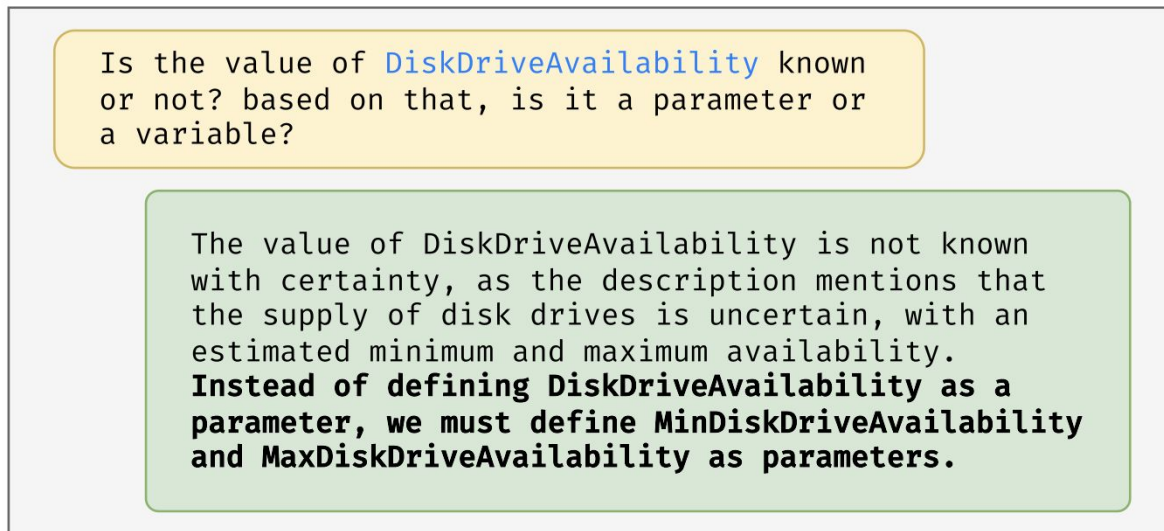 Is the value of DiskDriveAvailability known
or not? based on that, is it a parameter or
a variable?
The value of DiskDriveAvailability is not known
with certainty, as the description mentions that
the supply of disk drives is uncertain, with an
estimated minimum and maximum availability.
Instead of defining DiskDriveAvailability as a
parameter, we must define MinDiskDriveAvailability
and MaxDiskDriveAvailability as parameters.